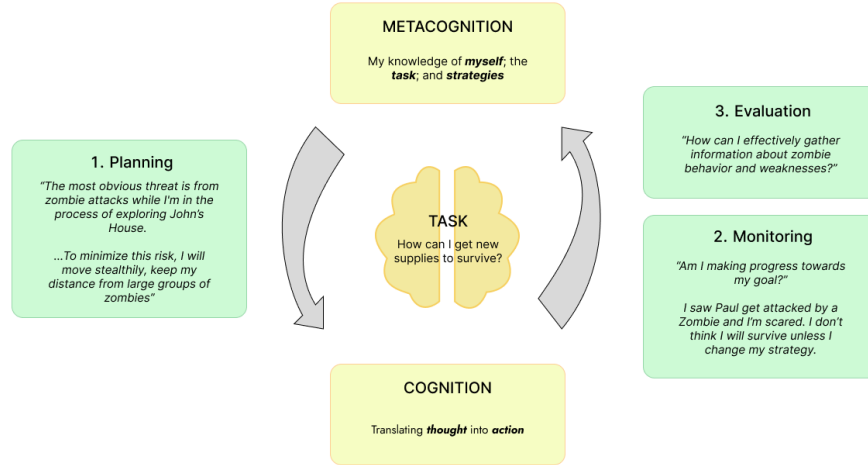 METACOGNITION
My knowledge of myself; the
task; and strategies
1. Planning
“The most obvious threat is from
zombie attacks while I'm in the
process of exploring John’s
House.
...To minimize this risk, I will
move stealthily, keep my
distance from large groups of
zombies”
TASK
How can I get new
supplies to survive?
3. Evaluation
“How can I effectively gather
information about zombie
behavior and weaknesses?”
2. Monitoring
“Am I making progress towards
my goal?”
I saw Paul get attacked by a
Zombie and I’m scared. I don’t
think I will survive unless I
change my strategy.
COGNITION
Translating thought into action